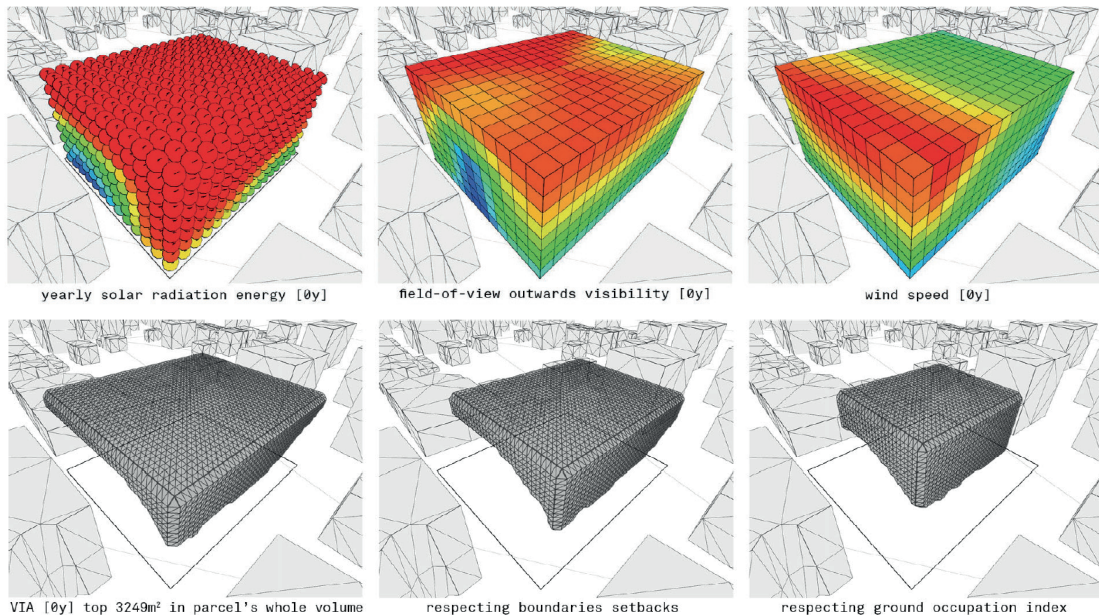 yearly solar radiation energy [0y]
field-of-view outwards visibility [0y]
wind speed [0y]
VIA [0y] top 3249m² in parcel's whole volume
respecting boundaries setbacks
respecting ground occupation index